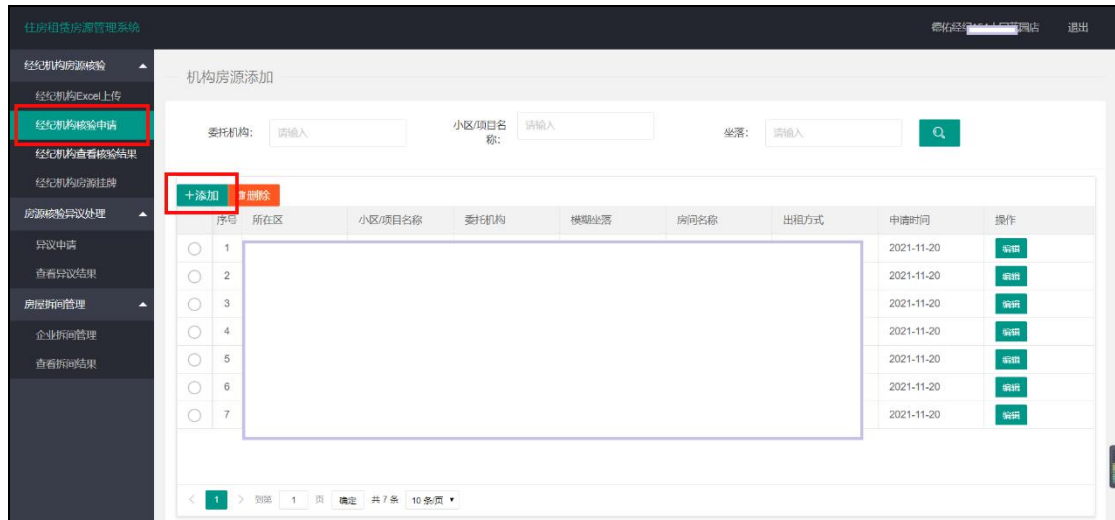 住房租赁房源管理系统
德佑经纪 店 退出
经纪机构房源核验
经纪机构Excel上传
经纪机构核验申请
经纪机构查看核验结果
经纪机构房源挂牌
房源核验异议处理
异议申请
查看异议结果
房屋拆间管理
企业拆间管理
查看拆间结果
机构房源添加
委托机构: 请输入
小区/项目名称: 请输入
坐落: 请输入
添加 删除
序号 所在区 小区/项目名称 委托机构 模糊坐落 房间名称 出租方式 申请时间 操作
1 2021-11-20 编辑
2 2021-11-20 编辑
3 2021-11-20 编辑
4 2021-11-20 编辑
5 2021-11-20 编辑
6 2021-11-20 编辑
7 2021-11-20 编辑
< 1 > 到第 1 页 确定 共 7 条 10 条/页